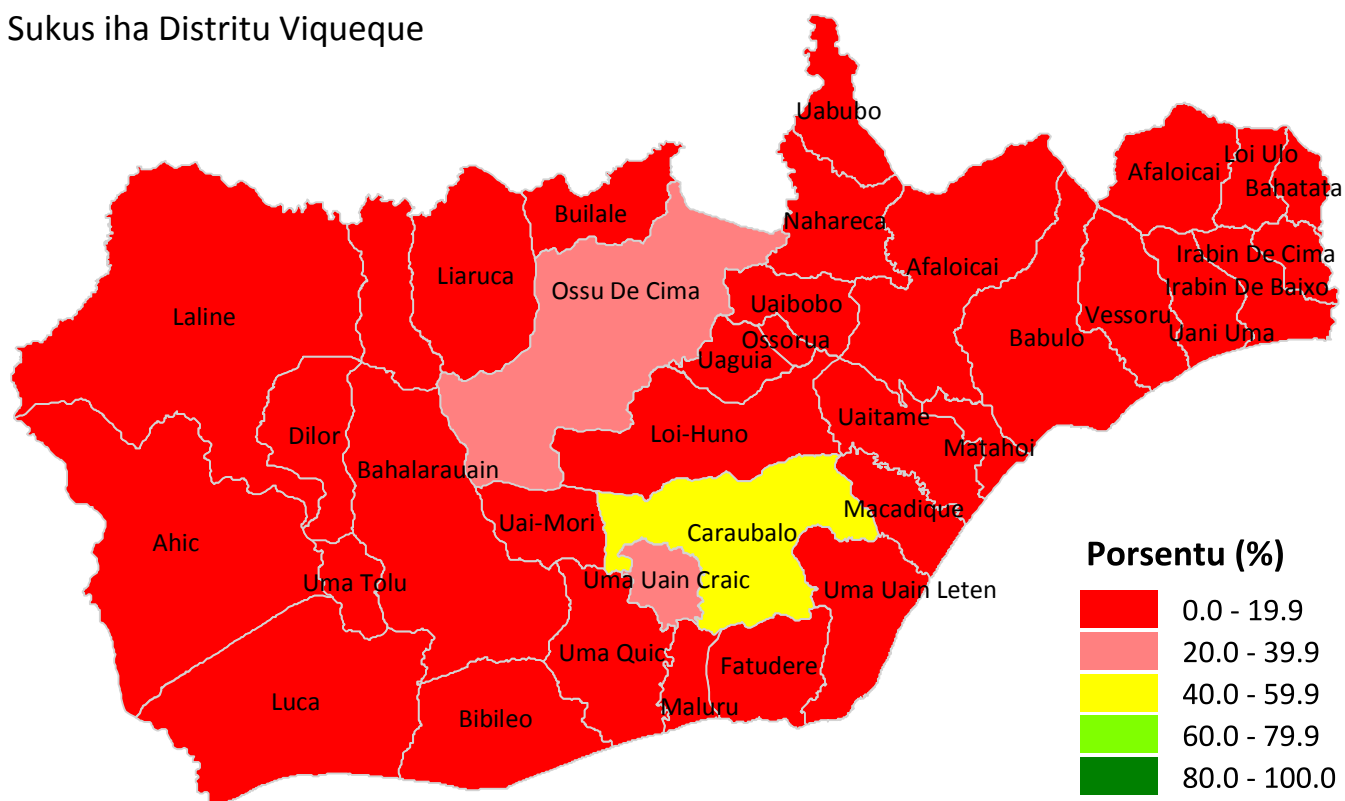 Sukus iha Distritu Viqueque
Uabubo
Loi Ulo
Afaloicai
Bahatata
Builale
Nahareca
Irabin De Cima
Liaruca
Afaloicai
Ossu De Cima
Irabin De Baixo
Uaibobo
Laline
Vessoru
Uani Uma
Ossorua
Babulo
Uaguia
Uaitame
Dilor
Loi-Huno
Matahoi
Bahalarauain
Macadique
Uai-Mori
Caraubalo
Ahic
Uma Tolu
Uma Uain Craic
Uma Uain Leten
Uma Quic
Fatudere
Luca
Maluru
Bibileo
Porsentu (%)
0.0 - 19.9
20.0 - 39.9
40.0 - 59.9
60.0 - 79.9
80.0 - 100.0